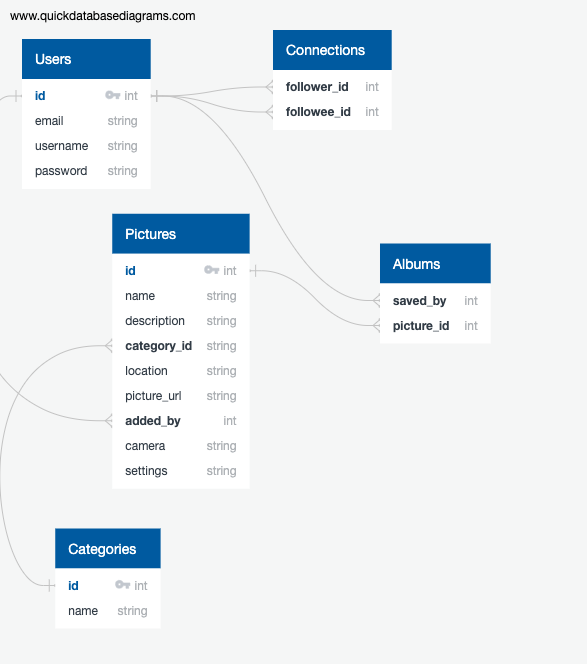 www.quickdatabasediagrams.com
Users
id int
email string
username string
password string
Connections
follower_id int
followee_id int
Pictures
id int
name string
description string
category_id string
location string
picture_url string
added_by int
camera string
settings string
Albums
saved_by int
picture_id int
Categories
id int
name string